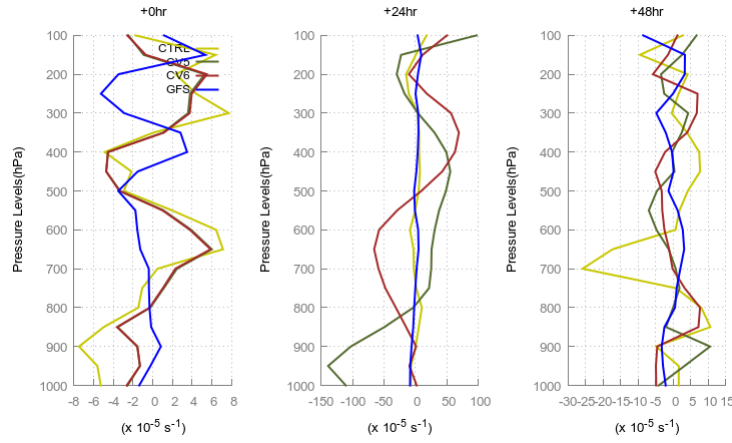 +0hr
+24hr
+48hr
CTRL
CV5
CV6
GFS
Pressure Levels(hPa)
100
200
300
400
500
600
700
800
900
1000
-8 -6 -4 -2 0 2 4 6 8
(x 10-5 s-1)
Pressure Levels(hPa)
100
200
300
400
500
600
700
800
900
1000
-150 -100 -50 0 50 100
(x 10-5 s-1)
Pressure Levels(hPa)
100
200
300
400
500
600
700
800
900
1000
-30 -25 -20 -15 -10 -5 0 5 10 15
(x 10-5 s-1)